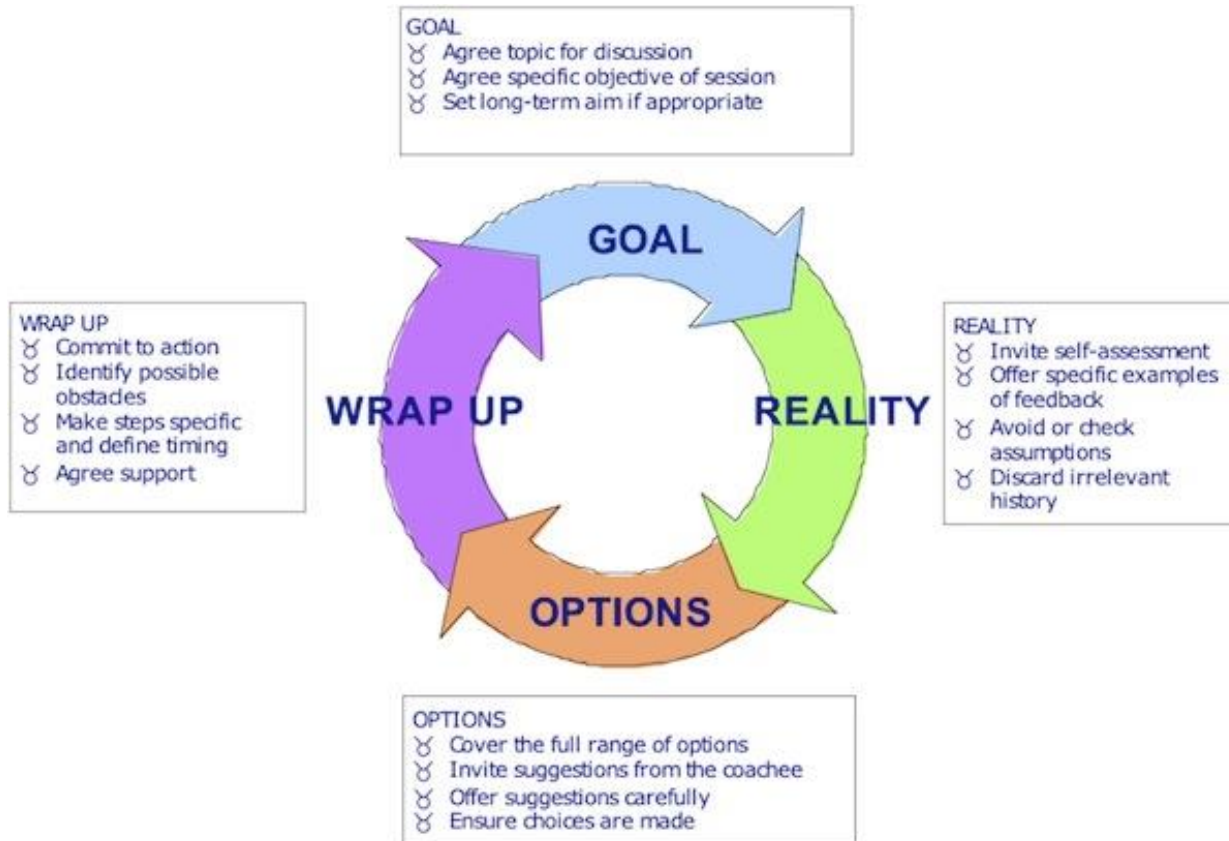 GOAL
♉ Agree topic for discussion
♉ Agree specific objective of session
♉ Set long-term aim if appropriate
GOAL
WRAP UP
♉ Commit to action
♉ Identify possible
obstacles
♉ Make steps specific
and define timing
♉ Agree support
WRAP UP
REALITY
REALITY
♉ Invite self-assessment
♉ Offer specific examples
of feedback
♉ Avoid or check
assumptions
♉ Discard irrelevant
history
OPTIONS
OPTIONS
♉ Cover the full range of options
♉ Invite suggestions from the coachee
♉ Offer suggestions carefully
♉ Ensure choices are made